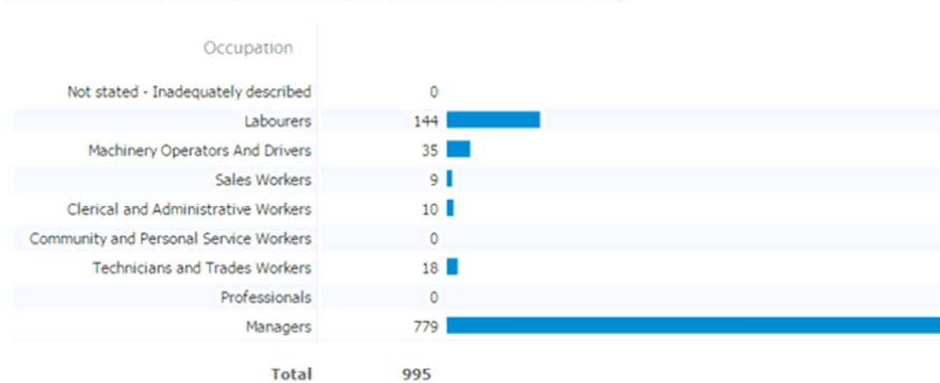 Occupation
Not stated - Inadequately described 0
Labourers 144
Machinery Operators And Drivers 35
Sales Workers 9
Clerical and Administrative Workers 10
Community and Personal Service Workers 0
Technicians and Trades Workers 18
Professionals 0
Managers 779
Total 995